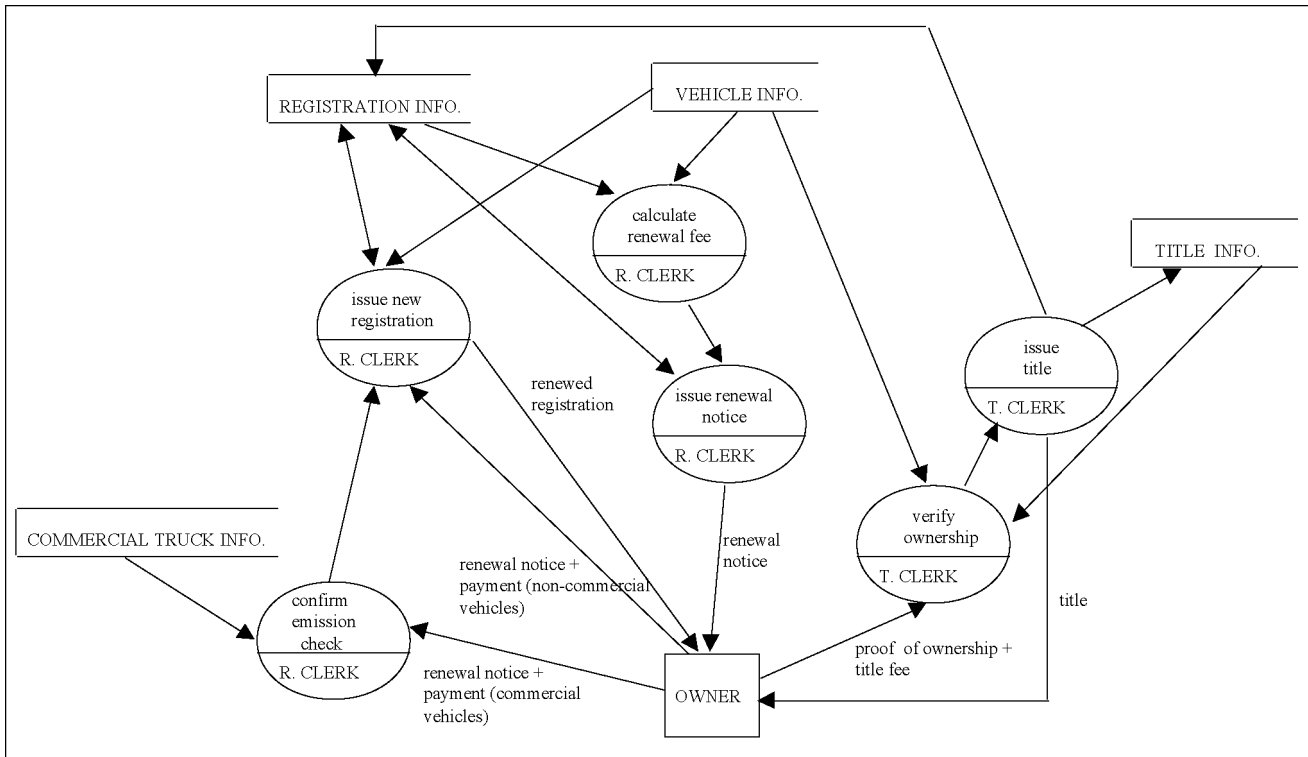 REGISTRATION INFO.
VEHICLE INFO.
calculate
renewal fee
R. CLERK
TITLE INFO.
issue new
registration
R. CLERK
issue
title
T. CLERK
renewed
registration
issue renewal
notice
R. CLERK
COMMERCIAL TRUCK INFO.
verify
ownership
T. CLERK
renewal
notice
renewal notice +
payment (non-commercial
vehicles)
confirm
emission
check
R. CLERK
title
proof of ownership +
title fee
renewal notice +
payment (commercial
vehicles)
OWNER